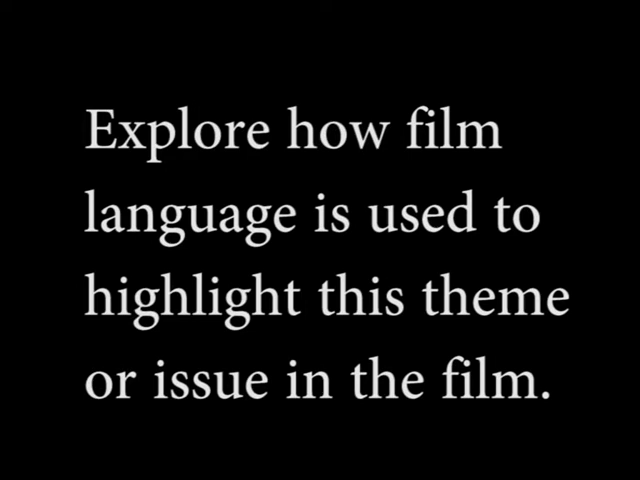 Explore how film
language is used to
highlight this theme
or issue in the film.